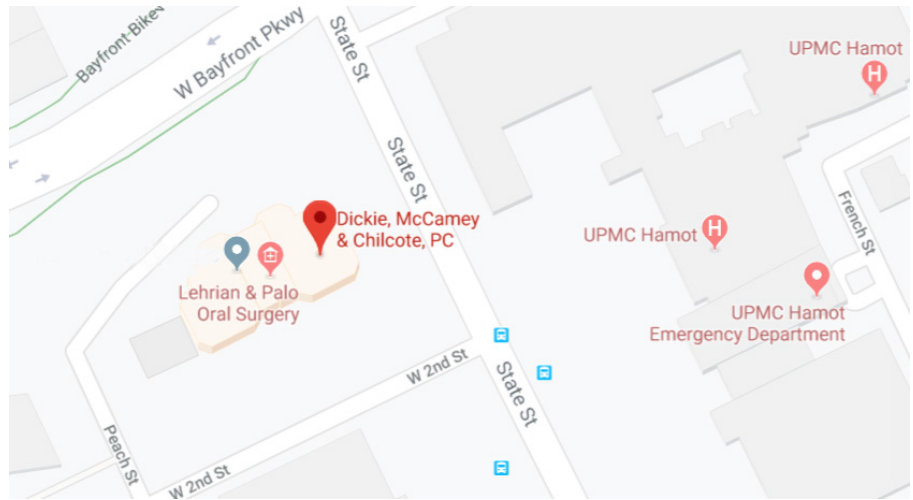 Bayfront Bike
W Bayfront Pkwy
State St
UPMC Hamot
State St
Dickie, McCamey
& Chilcote, PC
UPMC Hamot
French St
Lehrian & Palo
Oral Surgery
UPMC Hamot
Emergency Department
W 2nd St
State St
Peach St
W 2nd St